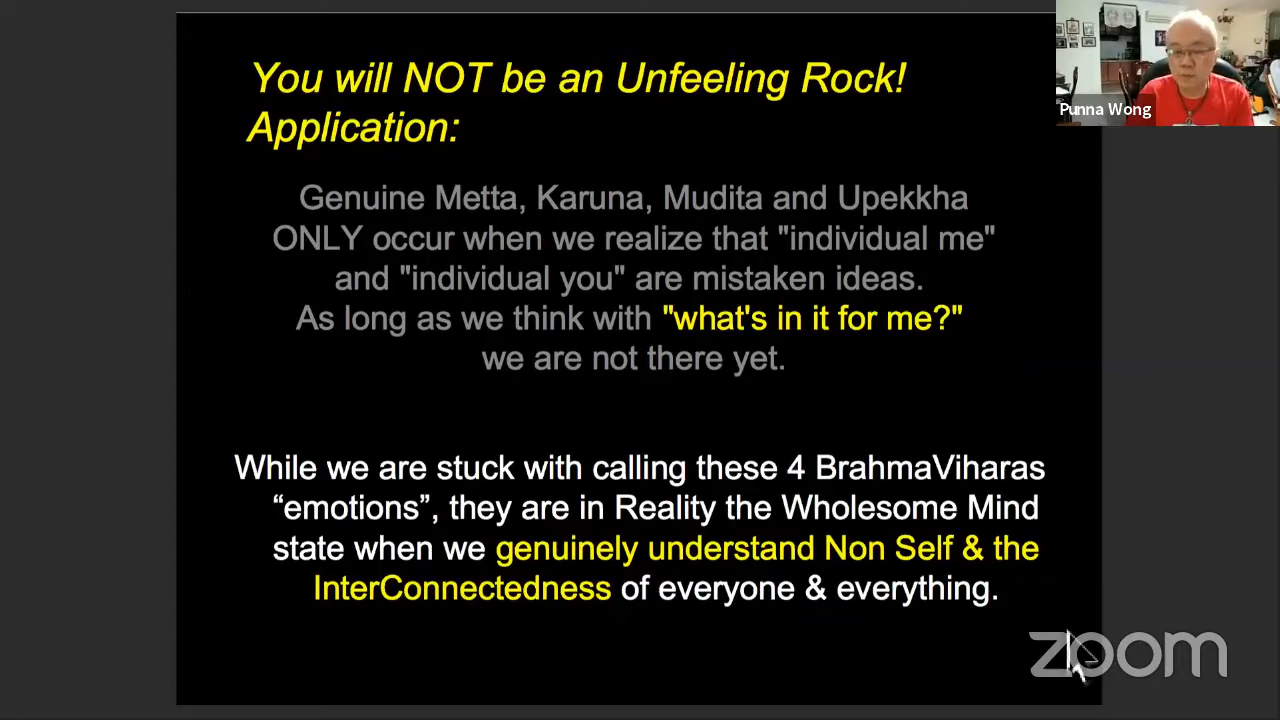 You will NOT be an Unfeeling Rock!
Application:
Genuine Metta, Karuna, Mudita and Upekkha
ONLY occur when we realize that "individual me"
and "individual you" are mistaken ideas.
As long as we think with "what's in it for me?"
we are not there yet.
While we are stuck with calling these 4 BrahmaViharas
“emotions”, they are in Reality the Wholesome Mind
state when we genuinely understand Non Self & the
InterConnectedness of everyone & everything.
Punna Wong
zoom